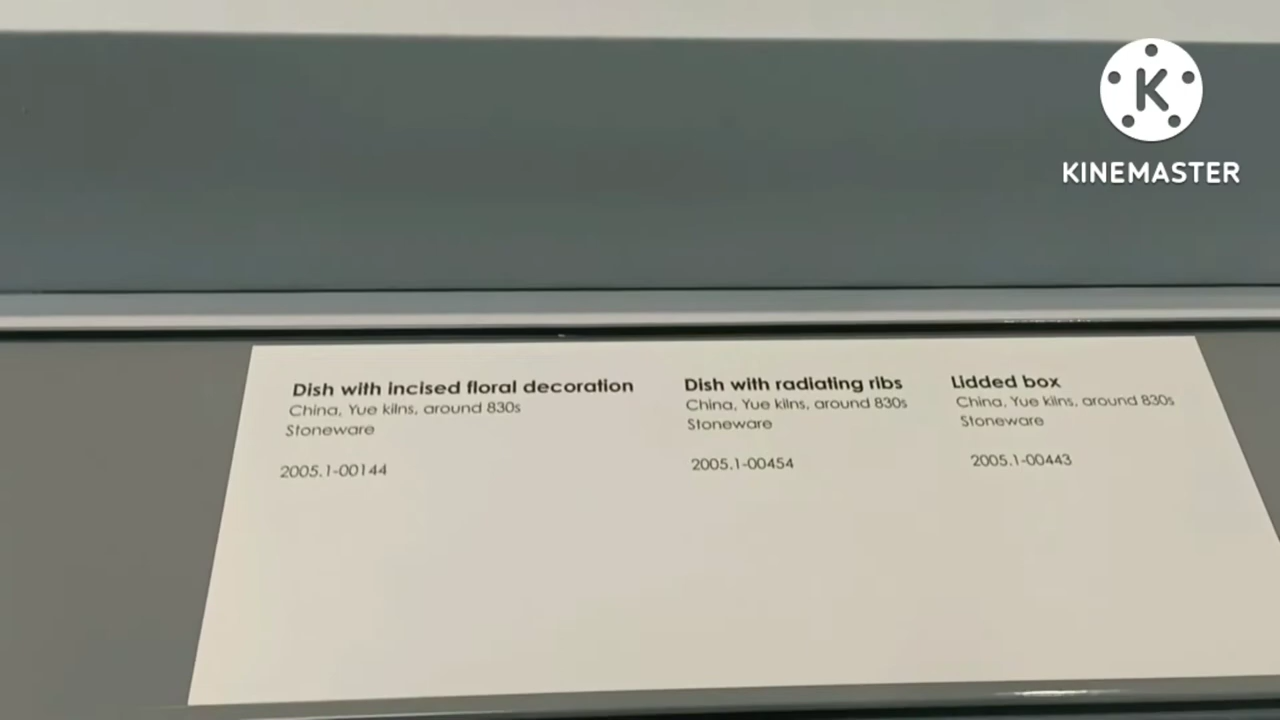 K
KINEMASTER
Dish with incised floral decoration
China, Yue kilns, around 830s
Stoneware
2005.1-00144
Dish with radiating ribs
China, Yue kilns, around 830s
Stoneware
2005.1-00454
Lidded box
China, Yue kilns, around 830s
Stoneware
2005.1-00443